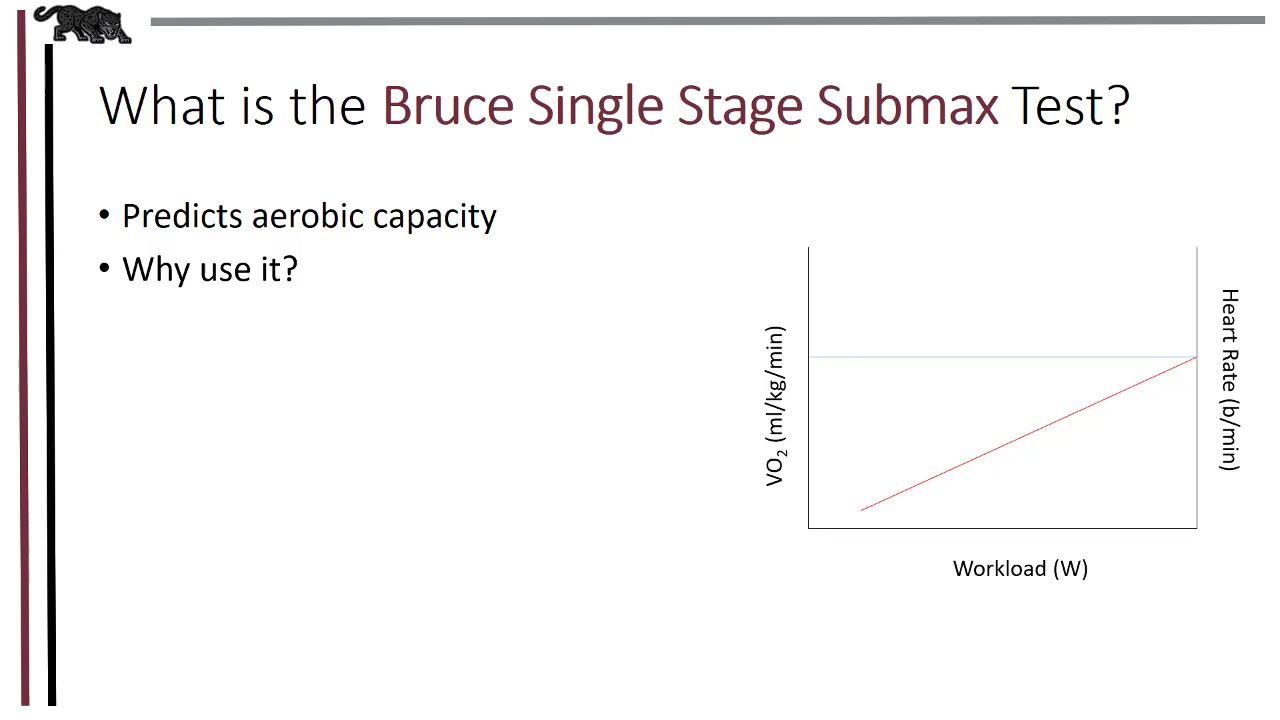 What is the Bruce Single Stage Submax Test?
• Predicts aerobic capacity
• Why use it?
VO₂ (ml/kg/min)
Heart Rate (b/min)
Workload (W)